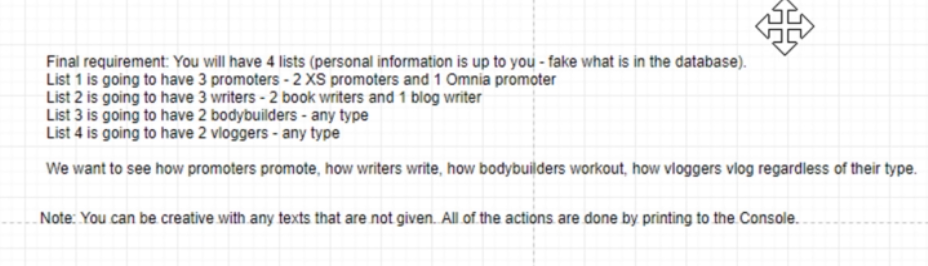 Final requirement: You will have 4 lists (personal information is up to you - fake what is in the database).
List 1 is going to have 3 promoters - 2 XS promoters and 1 Omnia promoter
List 2 is going to have 3 writers - 2 book writers and 1 blog writer
List 3 is going to have 2 bodybuilders - any type
List 4 is going to have 2 vloggers - any type
We want to see how promoters promote, how writers write, how bodybuilders workout, how vloggers vlog regardless of their type.
Note: You can be creative with any texts that are not given. All of the actions are done by printing to the Console.